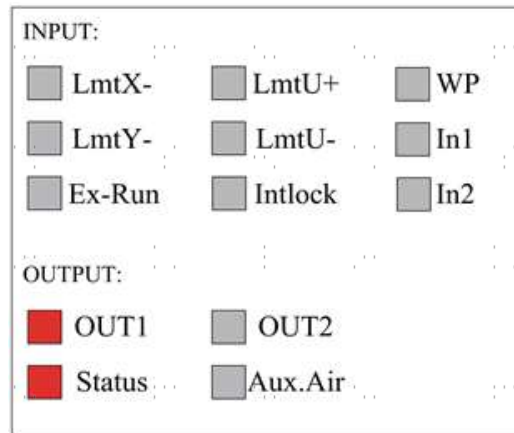 INPUT:
LmtX- LmtU+ WP
LmtY- LmtU- In1
Ex-Run Intlock In2
OUTPUT:
OUT1 OUT2
Status Aux.Air